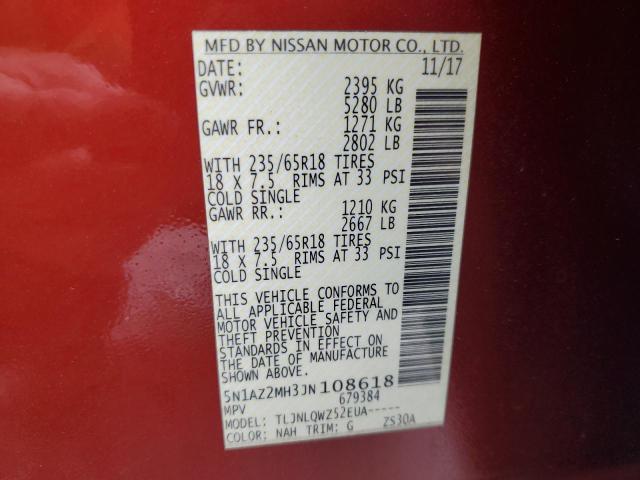 MFD BY NISSAN MOTOR CO., LTD.
DATE: 11/17
GVWR: 2395 KG
5280 LB
GAWR FR.: 1271 KG
2802 LB
WITH 235/65R18 TIRES
18 X 7.5 RIMS AT 33 PSI
COLD SINGLE
GAWR RR.: 1210 KG
2667 LB
WITH 235/65R18 TIRES
18 X 7.5 RIMS AT 33 PSI
COLD SINGLE
THIS VEHICLE CONFORMS TO
ALL APPLICABLE FEDERAL
MOTOR VEHICLE SAFETY AND
THEFT PREVENTION
STANDARDS IN EFFECT ON
THE DATE OF MANUFACTURE
SHOWN ABOVE.
5N1AZ2MH3JN108618
MPV 679384
MODEL: TLJNLQWZ52EUA-----
COLOR: NAH TRIM: G ZS30A